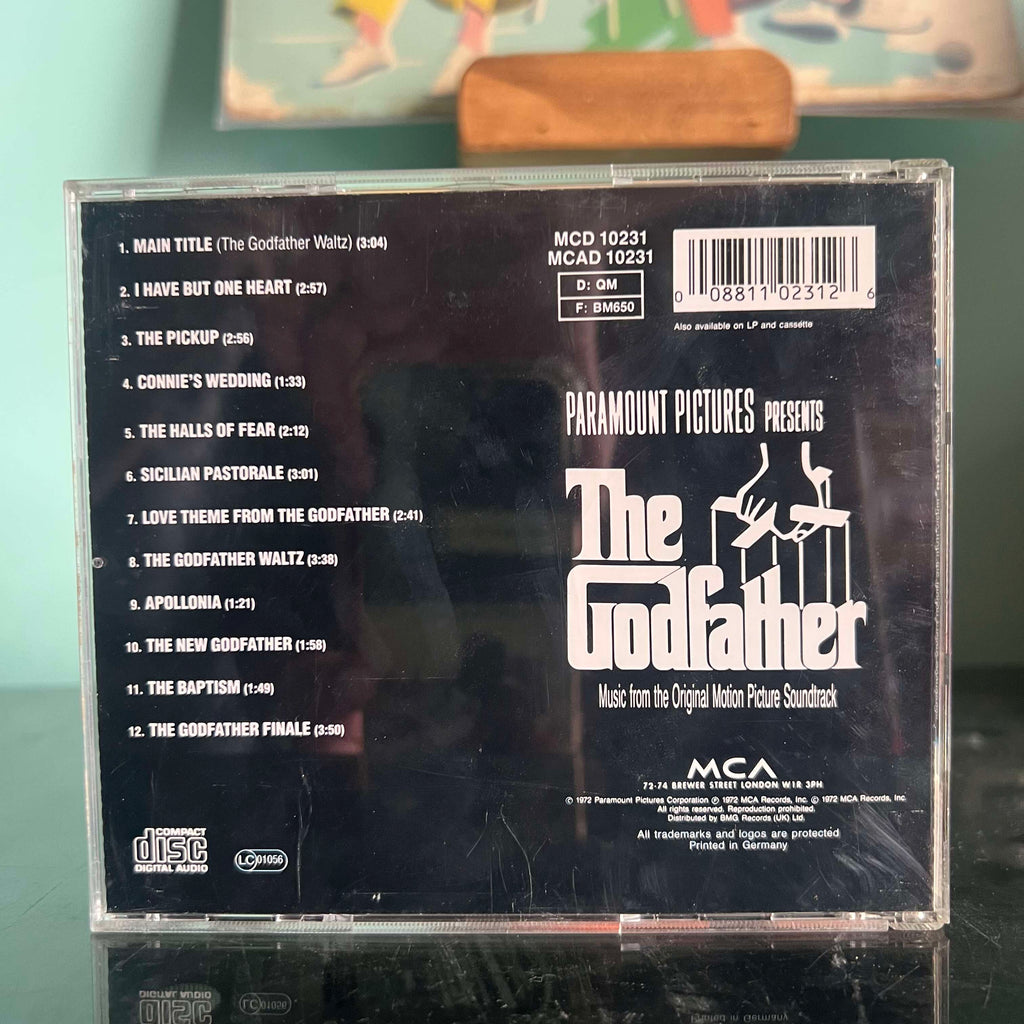 1. MAIN TITLE (The Godfather Waltz) (3:04)
2. I HAVE BUT ONE HEART (2:57)
3. THE PICKUP (2:56)
4. CONNIE'S WEDDING (1:33)
5. THE HALLS OF FEAR (2:12)
6. SICILIAN PASTORALE (3:01)
7. LOVE THEME FROM THE GODFATHER (2:41)
8. THE GODFATHER WALTZ (3:38)
9. APOLLONIA (1:21)
10. THE NEW GODFATHER (1:58)
11. THE BAPTISM (1:49)
12. THE GODFATHER FINALE (3:50)
COMPACT
disc
DIGITAL AUDIO
LC 01056
MCD 10231
MCAD 10231
D: QM
F: BM650
0 08811 02312 6
Also available on LP and cassette
PARAMOUNT PICTURES PRESENTS
The
Godfather
Music from the Original Motion Picture Soundtrack
MCA
72-74 BREWER STREET LONDON W1R 3PH
© 1972 Paramount Pictures Corporation ℗ 1972 MCA Records, Inc. © 1972 MCA Records, Inc.
All rights reserved. Reproduction prohibited.
Distributed by BMG Records (UK) Ltd.
All trademarks and logos are protected
Printed in Germany